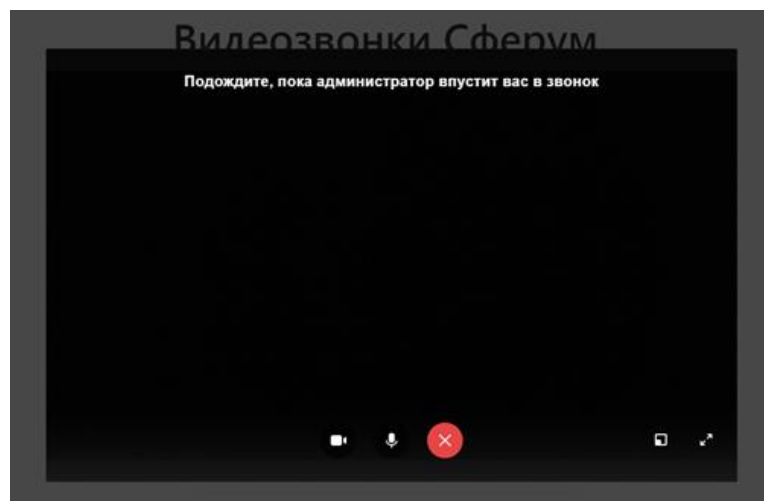 Видеозвонки Сферум
Подождите, пока администратор впустит вас в звонок